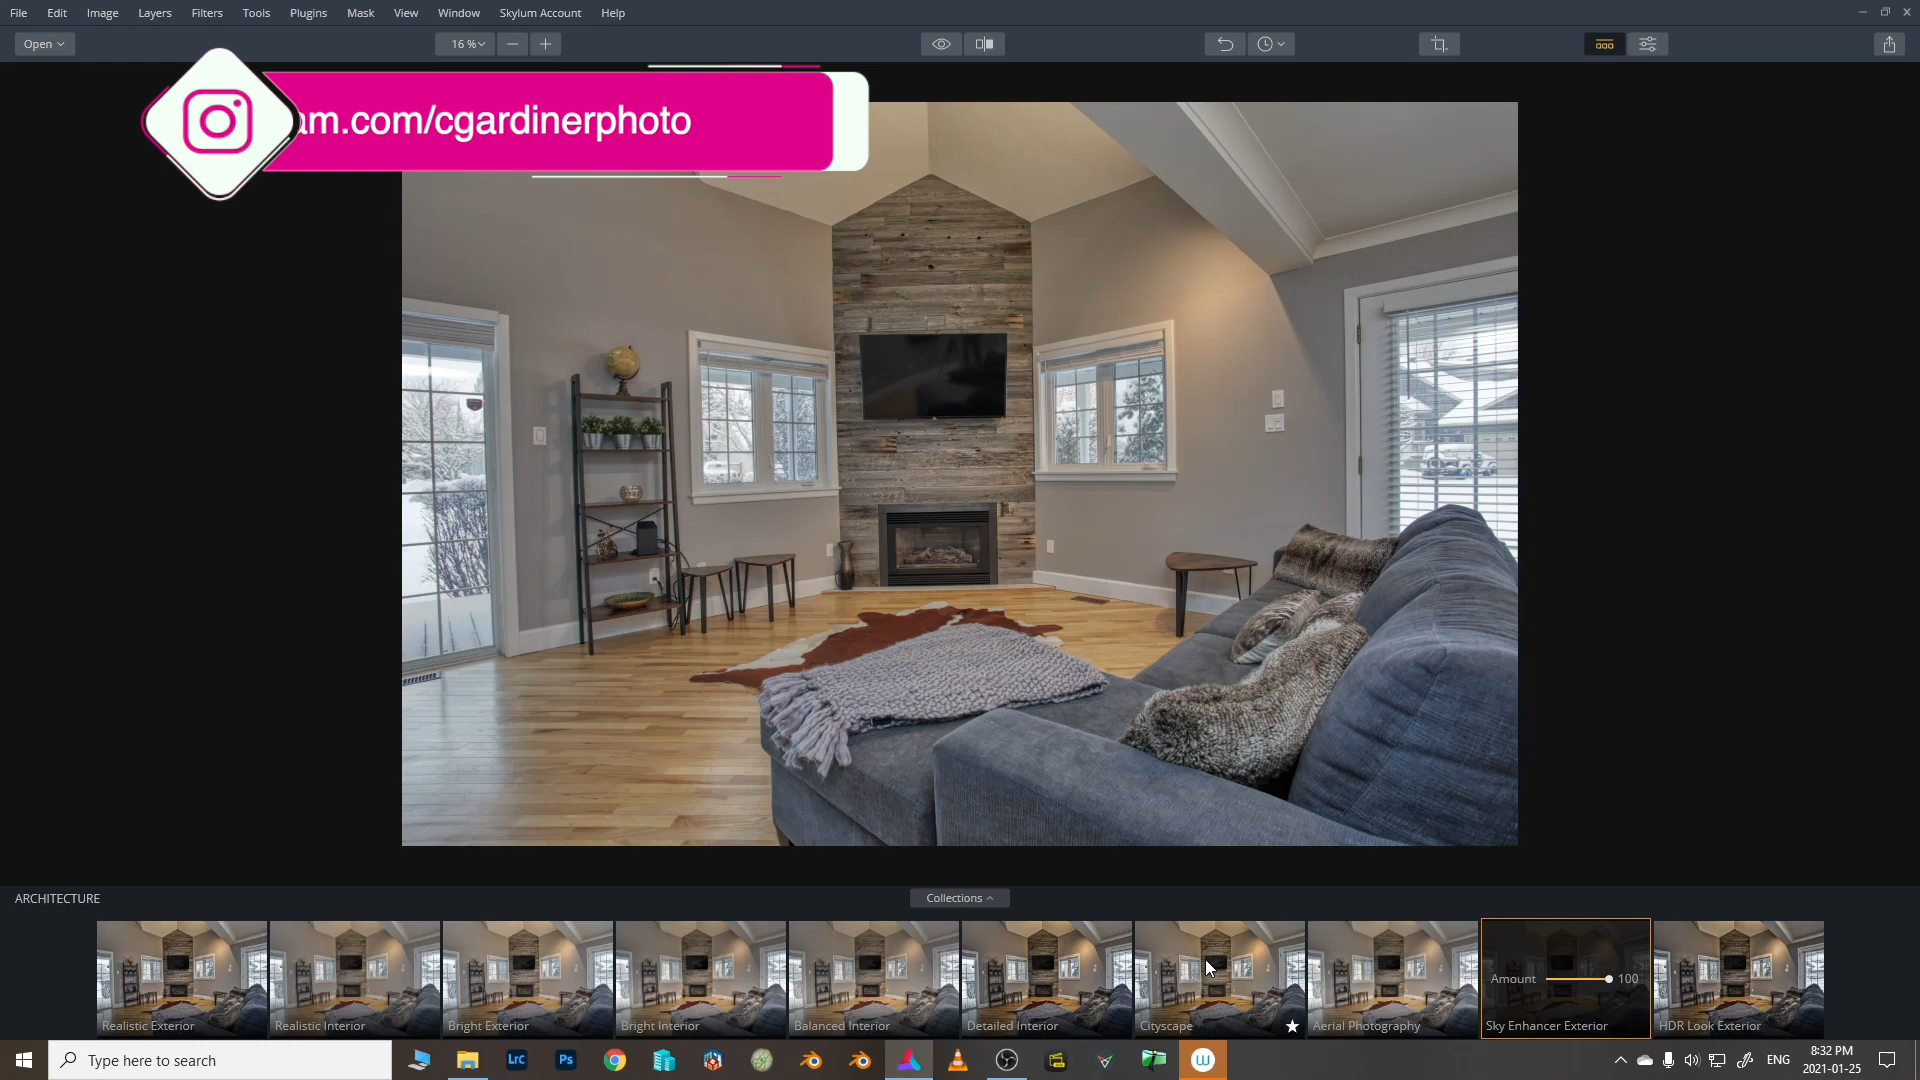 File Edit Image Layers Filters Tools Plugins Mask View Window Skylum Account Help
Open 16 %
am.com/cgardinerphoto
ARCHITECTURE Collections
Amount 100
Realistic Exterior Realistic Interior Bright Exterior Bright Interior Balanced Interior Detailed Interior Cityscape Aerial Photography Sky Enhancer Exterior HDR Look Exterior
Type here to search LrC Ps W ENG 8:32 PM
2021-01-25